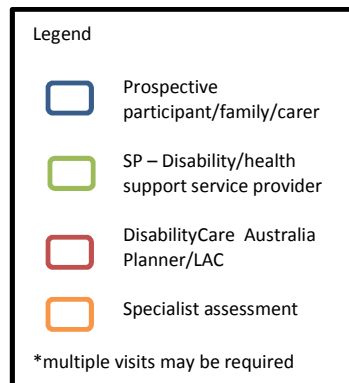 Legend
Prospective
participant/family/carer
SP – Disability/health
support service provider
DisabilityCare Australia
Planner/LAC
Specialist assessment
*multiple visits may be required